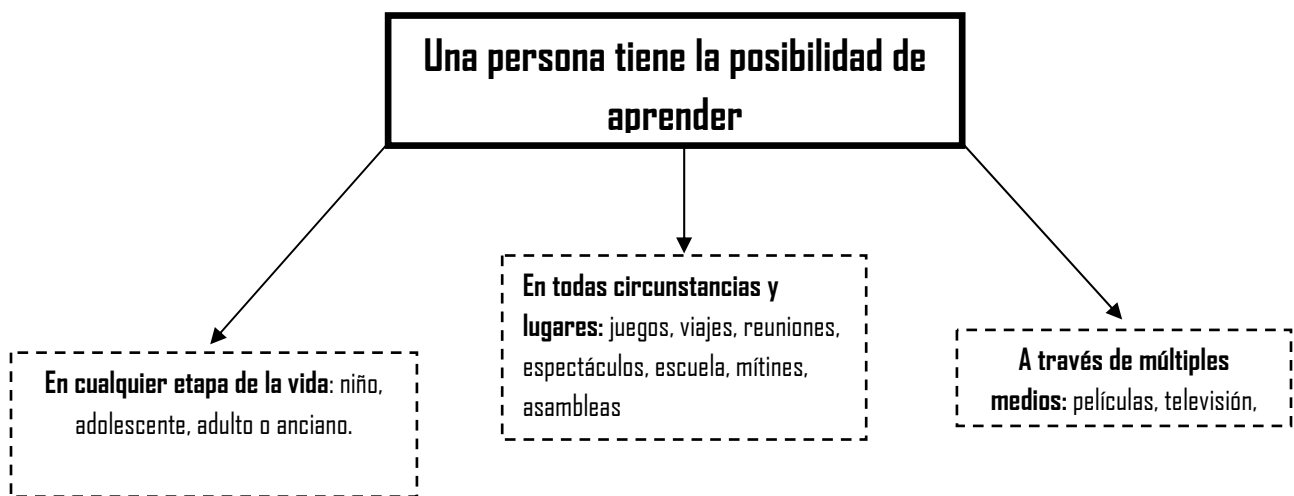 Una persona tiene la posibilidad de
aprender
En cualquier etapa de la vida: niño,
adolescente, adulto o anciano.
En todas circunstancias y
lugares: juegos, viajes, reuniones,
espectáculos, escuela, mítines,
asambleas
A través de múltiples
medios: películas, televisión,